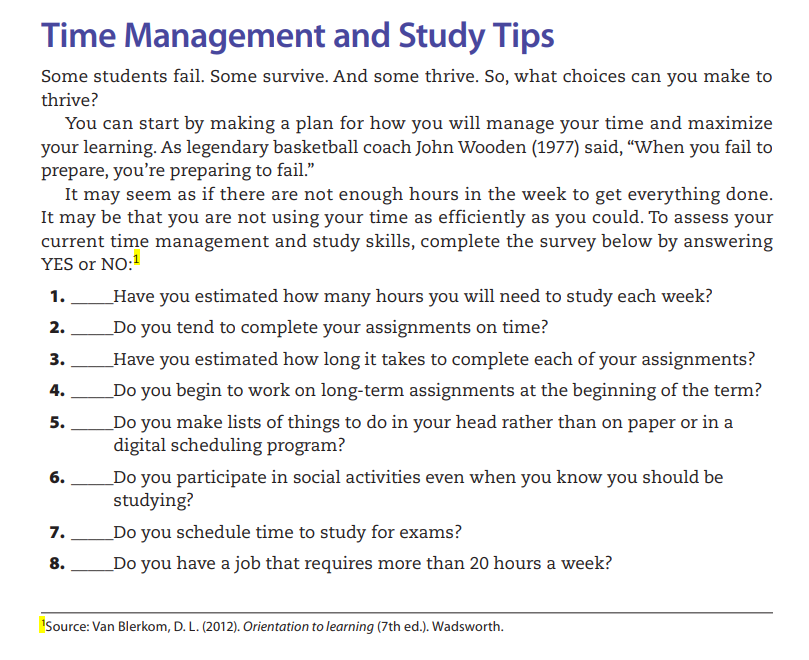 Time Management and Study Tips
Some students fail. Some survive. And some thrive. So, what choices can you make to
thrive?
You can start by making a plan for how you will manage your time and maximize
your learning. As legendary basketball coach John Wooden (1977) said, “When you fail to
prepare, you’re preparing to fail.”
It may seem as if there are not enough hours in the week to get everything done.
It may be that you are not using your time as efficiently as you could. To assess your
current time management and study skills, complete the survey below by answering
YES or NO:¹
1. _____Have you estimated how many hours you will need to study each week?
2. _____Do you tend to complete your assignments on time?
3. _____Have you estimated how long it takes to complete each of your assignments?
4. _____Do you begin to work on long-term assignments at the beginning of the term?
5. _____Do you make lists of things to do in your head rather than on paper or in a
digital scheduling program?
6. _____Do you participate in social activities even when you know you should be
studying?
7. _____Do you schedule time to study for exams?
8. _____Do you have a job that requires more than 20 hours a week?
¹Source: Van Blerkom, D. L. (2012). Orientation to learning (7th ed.). Wadsworth.